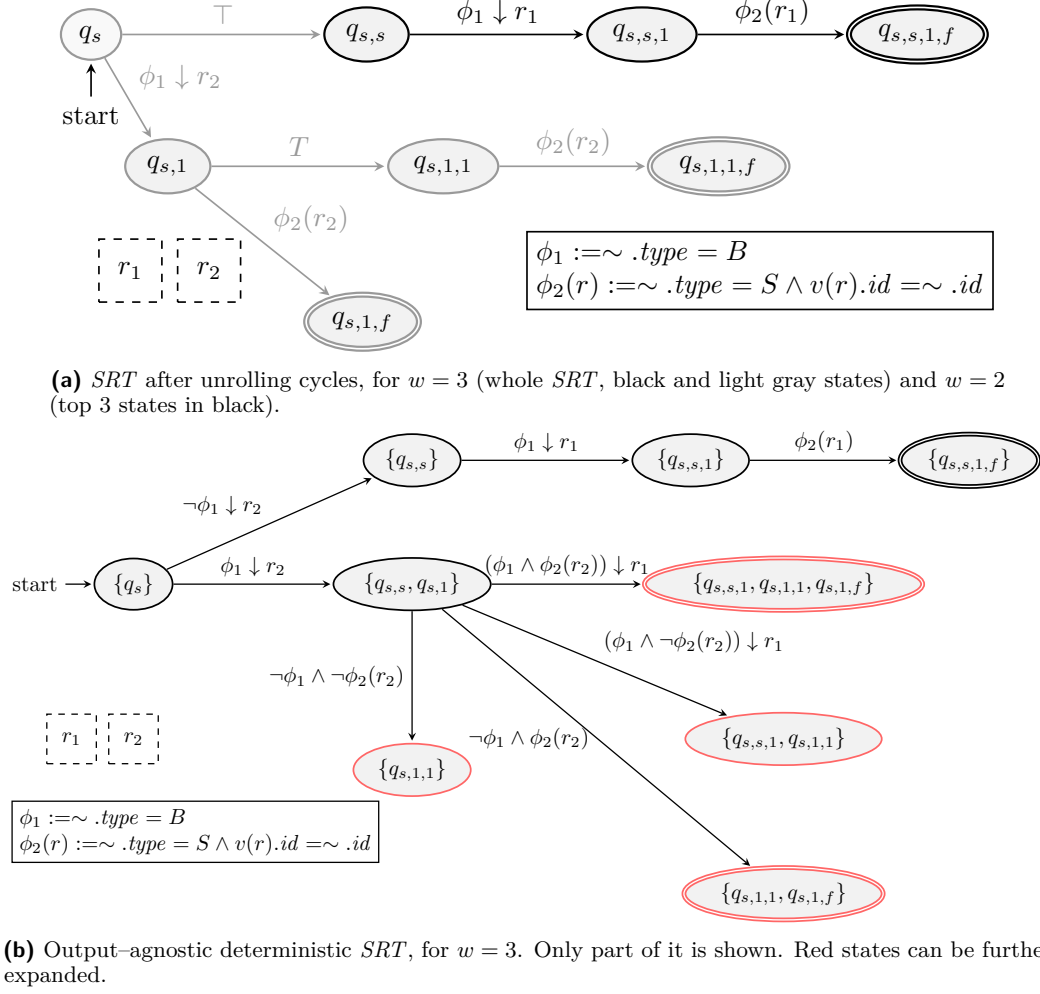 q_s
⊤
q_{s,s}
ϕ_1 ↓ r_1
q_{s,s,1}
ϕ_2(r_1)
q_{s,s,1,f}
ϕ_1 ↓ r_2
start
q_{s,1}
T
q_{s,1,1}
ϕ_2(r_2)
q_{s,1,1,f}
ϕ_2(r_2)
r_1 r_2
ϕ_1 :=∼ .type = B
ϕ_2(r) :=∼ .type = S ∧ v(r).id =∼ .id
q_{s,1,f}
(a) SRT after unrolling cycles, for w = 3 (whole SRT, black and light gray states) and w = 2
(top 3 states in black).
{q_{s,s}}
ϕ_1 ↓ r_1
{q_{s,s,1}}
ϕ_2(r_1)
{q_{s,s,1,f}}
¬ϕ_1 ↓ r_2
start
{q_s}
ϕ_1 ↓ r_2
{q_{s,s}, q_{s,1}}
(ϕ_1 ∧ ϕ_2(r_2)) ↓ r_1
{q_{s,s,1}, q_{s,1,1}, q_{s,1,f}}
(ϕ_1 ∧ ¬ϕ_2(r_2)) ↓ r_1
¬ϕ_1 ∧ ¬ϕ_2(r_2)
¬ϕ_1 ∧ ϕ_2(r_2)
{q_{s,s,1}, q_{s,1,1}}
r_1 r_2
{q_{s,1,1}}
ϕ_1 :=∼ .type = B
ϕ_2(r) :=∼ .type = S ∧ v(r).id =∼ .id
{q_{s,1,1}, q_{s,1,f}}
(b) Output–agnostic deterministic SRT, for w = 3. Only part of it is shown. Red states can be furthe
expanded.